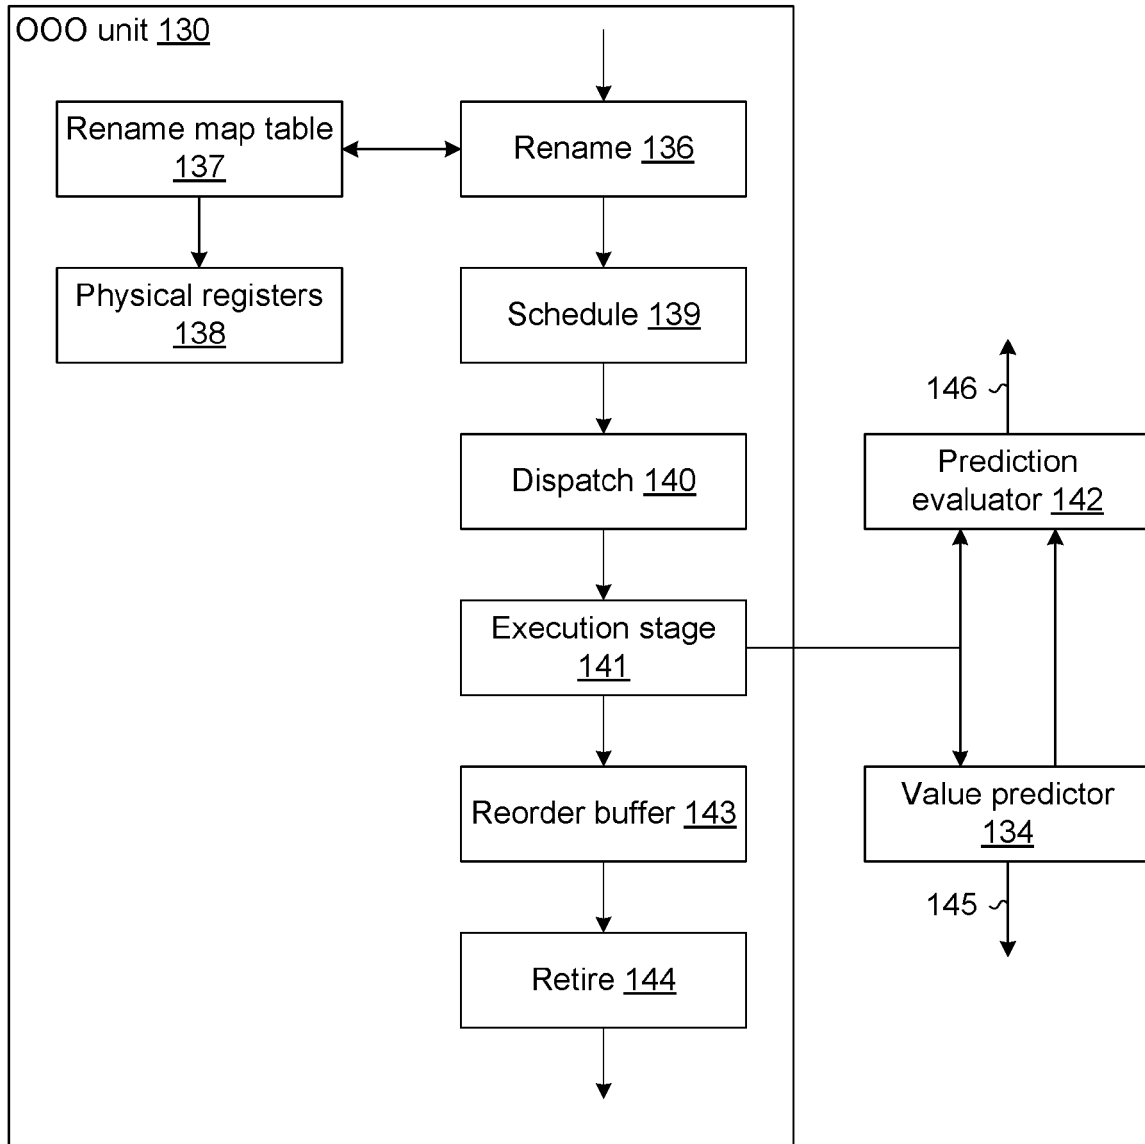 OOO unit 130
Rename map table
137
Rename 136
Physical registers
138
Schedule 139
146
Dispatch 140
Prediction
evaluator 142
Execution stage
141
Reorder buffer 143
Value predictor
134
145
Retire 144